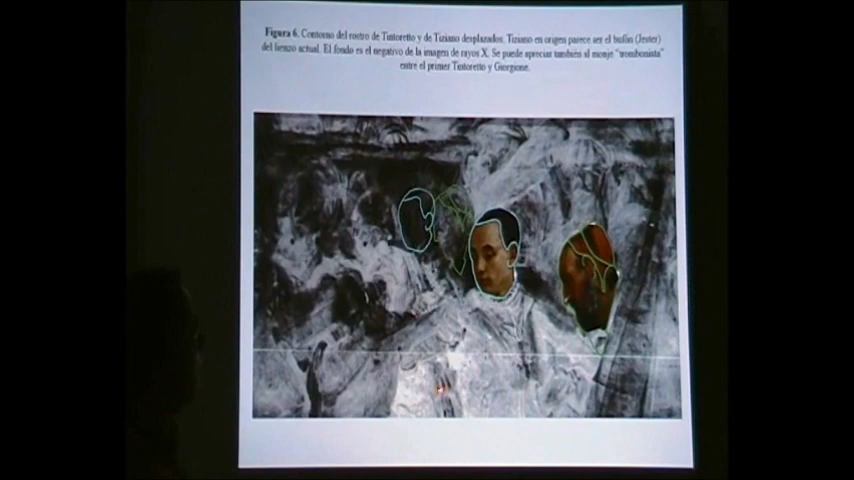 Figura 6. Contorno del rostro de Tintoretto y de Tiziano desplazados. Tiziano en origen parece ser el bufón (Jester)
del lienzo actual. El fondo es el negativo de la imagen de rayos X. Se puede apreciar también al monje "trombonista"
entre el primer Tintoretto y Giorgione.